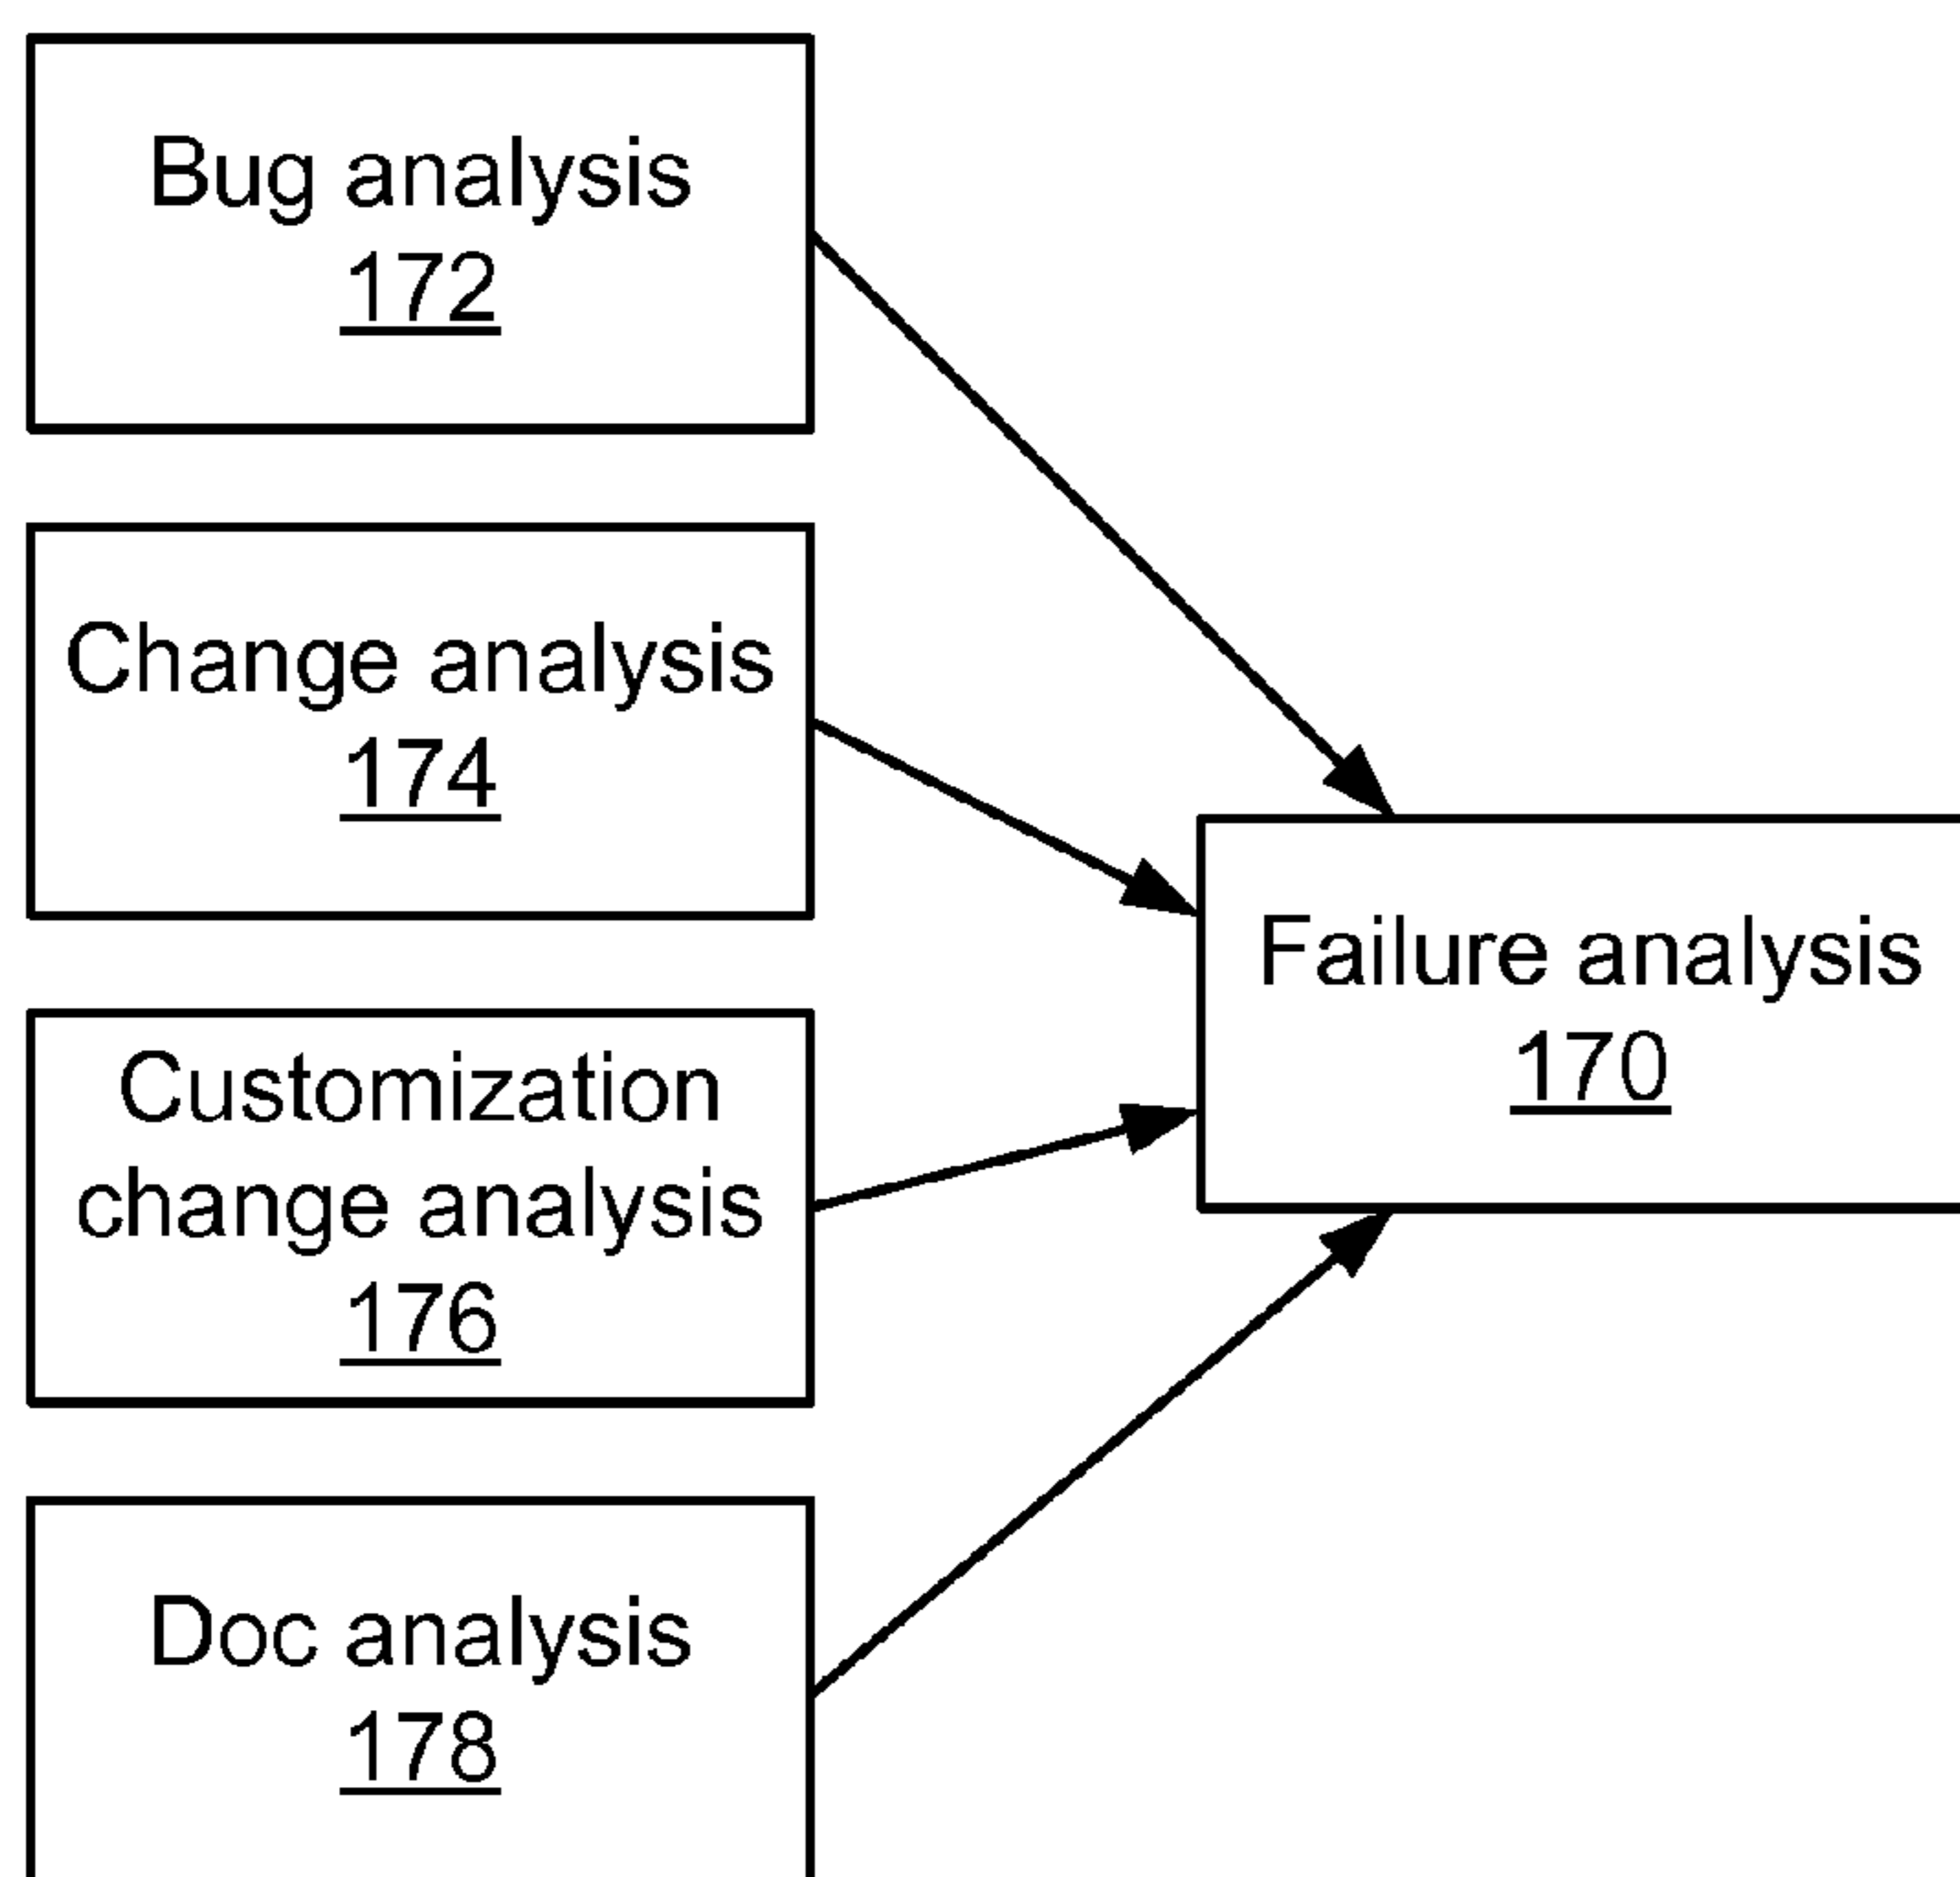 Bug analysis
172
Change analysis
174
Customization
change analysis
176
Doc analysis
178
Failure analysis
170